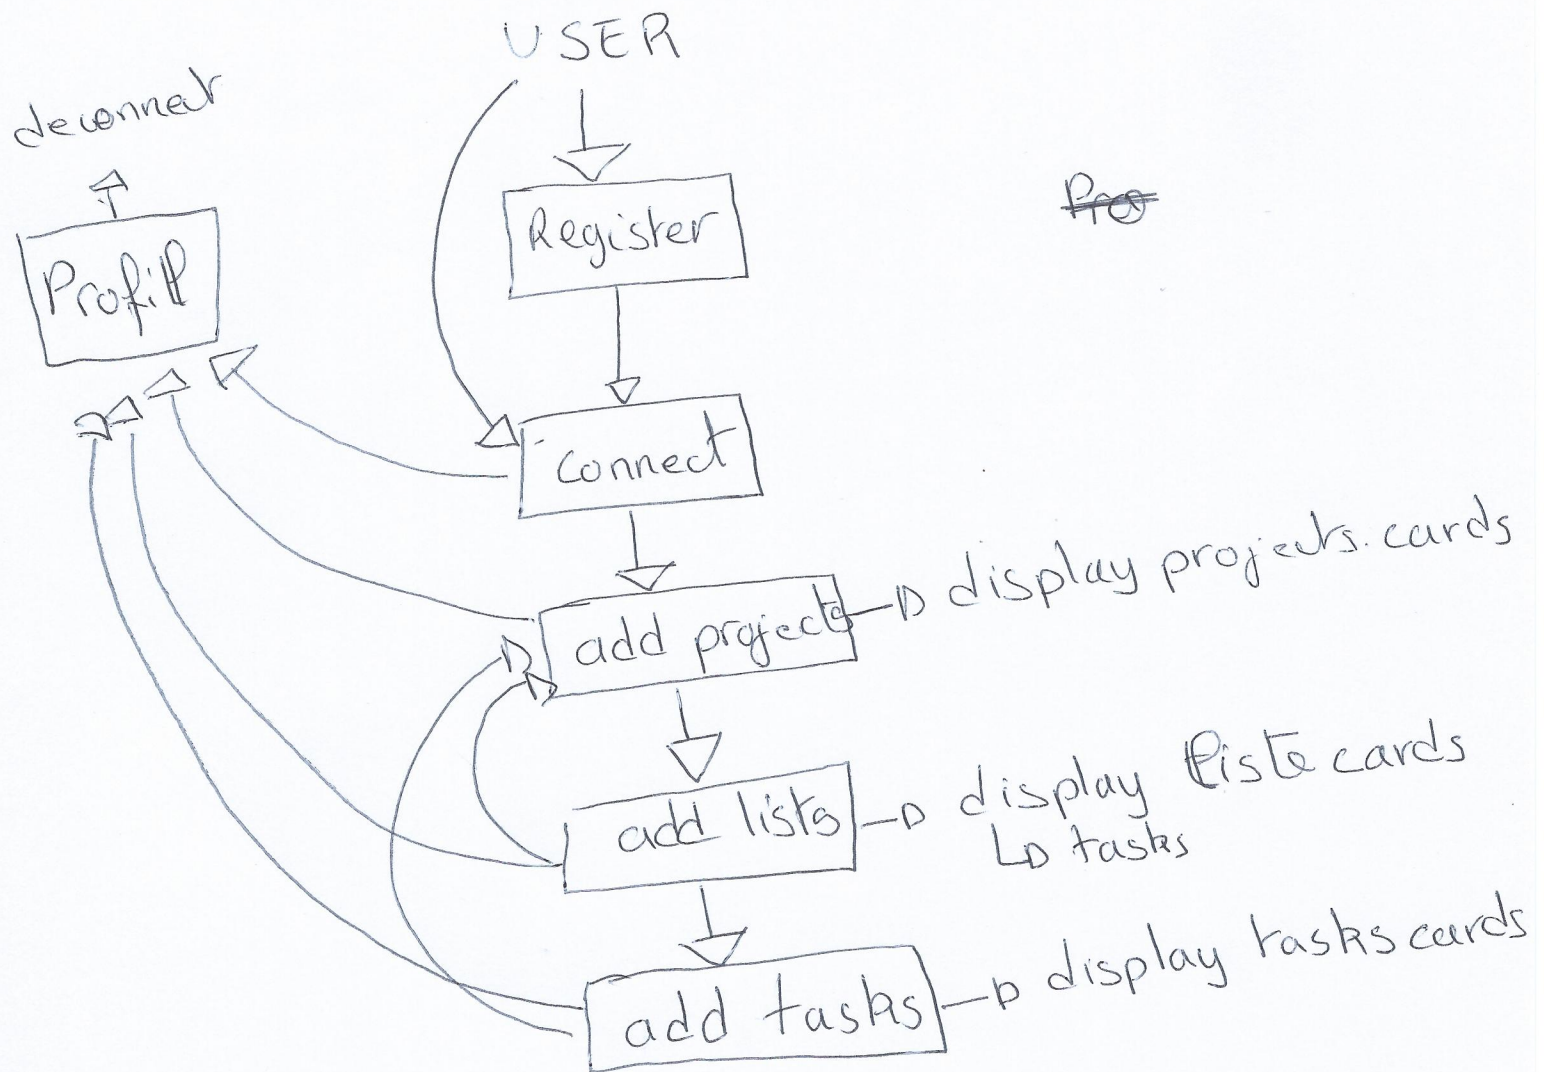 USER
deconnect
Register
Pro
Profil
connect
display projects.cards
add projects
display liste cards
add lists
tasks
display tasks cards
add tasks